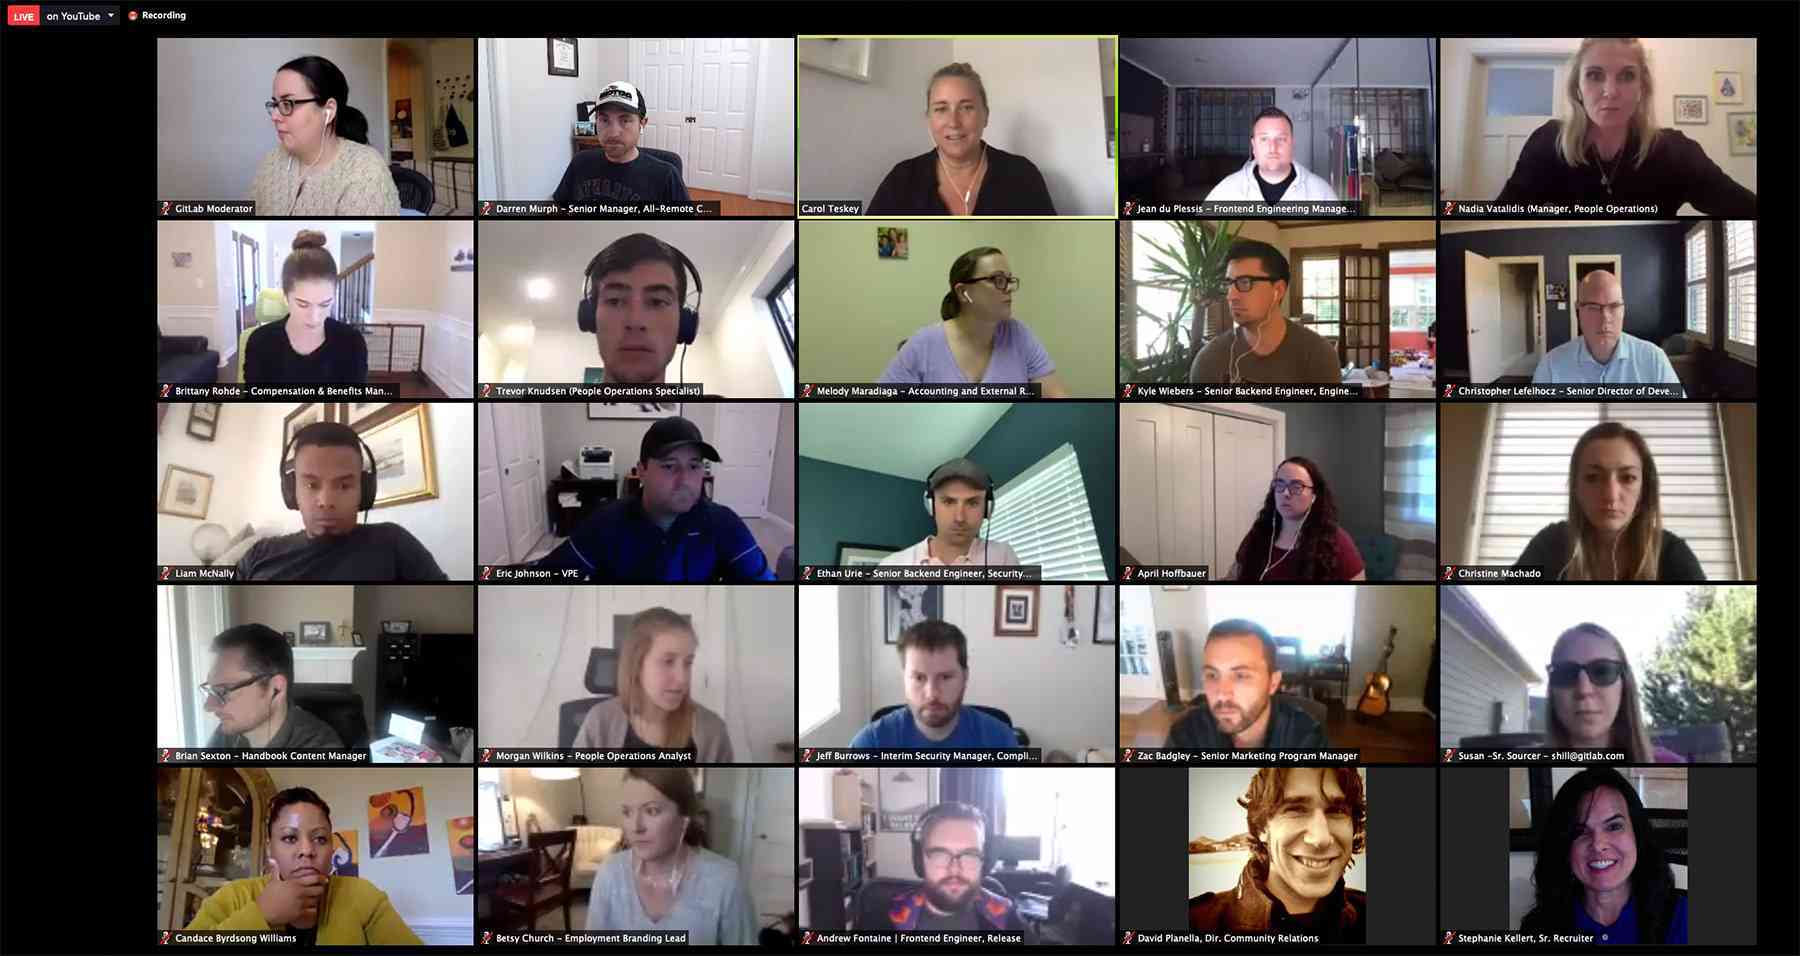 LIVE on YouTube Recording
GitLab Moderator
Darren Murph – Senior Manager, All-Remote C...
Carol Teskey
Jean du Plessis – Frontend Engineering Manage...
Nadia Vatalidis (Manager, People Operations)
Brittany Rohde – Compensation & Benefits Man...
Trevor Knudsen (People Operations Specialist)
Melody Maradiaga – Accounting and External R...
Kyle Wiebers – Senior Backend Engineer, Engine...
Christopher Lefelhocz – Senior Director of Deve...
Liam McNally
Eric Johnson – VPE
Ethan Urie – Senior Backend Engineer, Security...
April Hoffbauer
Christine Machado
Brian Sexton – Handbook Content Manager
Morgan Wilkins – People Operations Analyst
Jeff Burrows – Interim Security Manager, Compli...
Zac Badgley – Senior Marketing Program Manager
Susan –Sr. Sourcer – shill@gitlab.com
Candace Byrdsong Williams
Betsy Church – Employment Branding Lead
Andrew Fontaine | Frontend Engineer, Release
David Planella, Dir. Community Relations
Stephanie Kellert, Sr. Recruiter